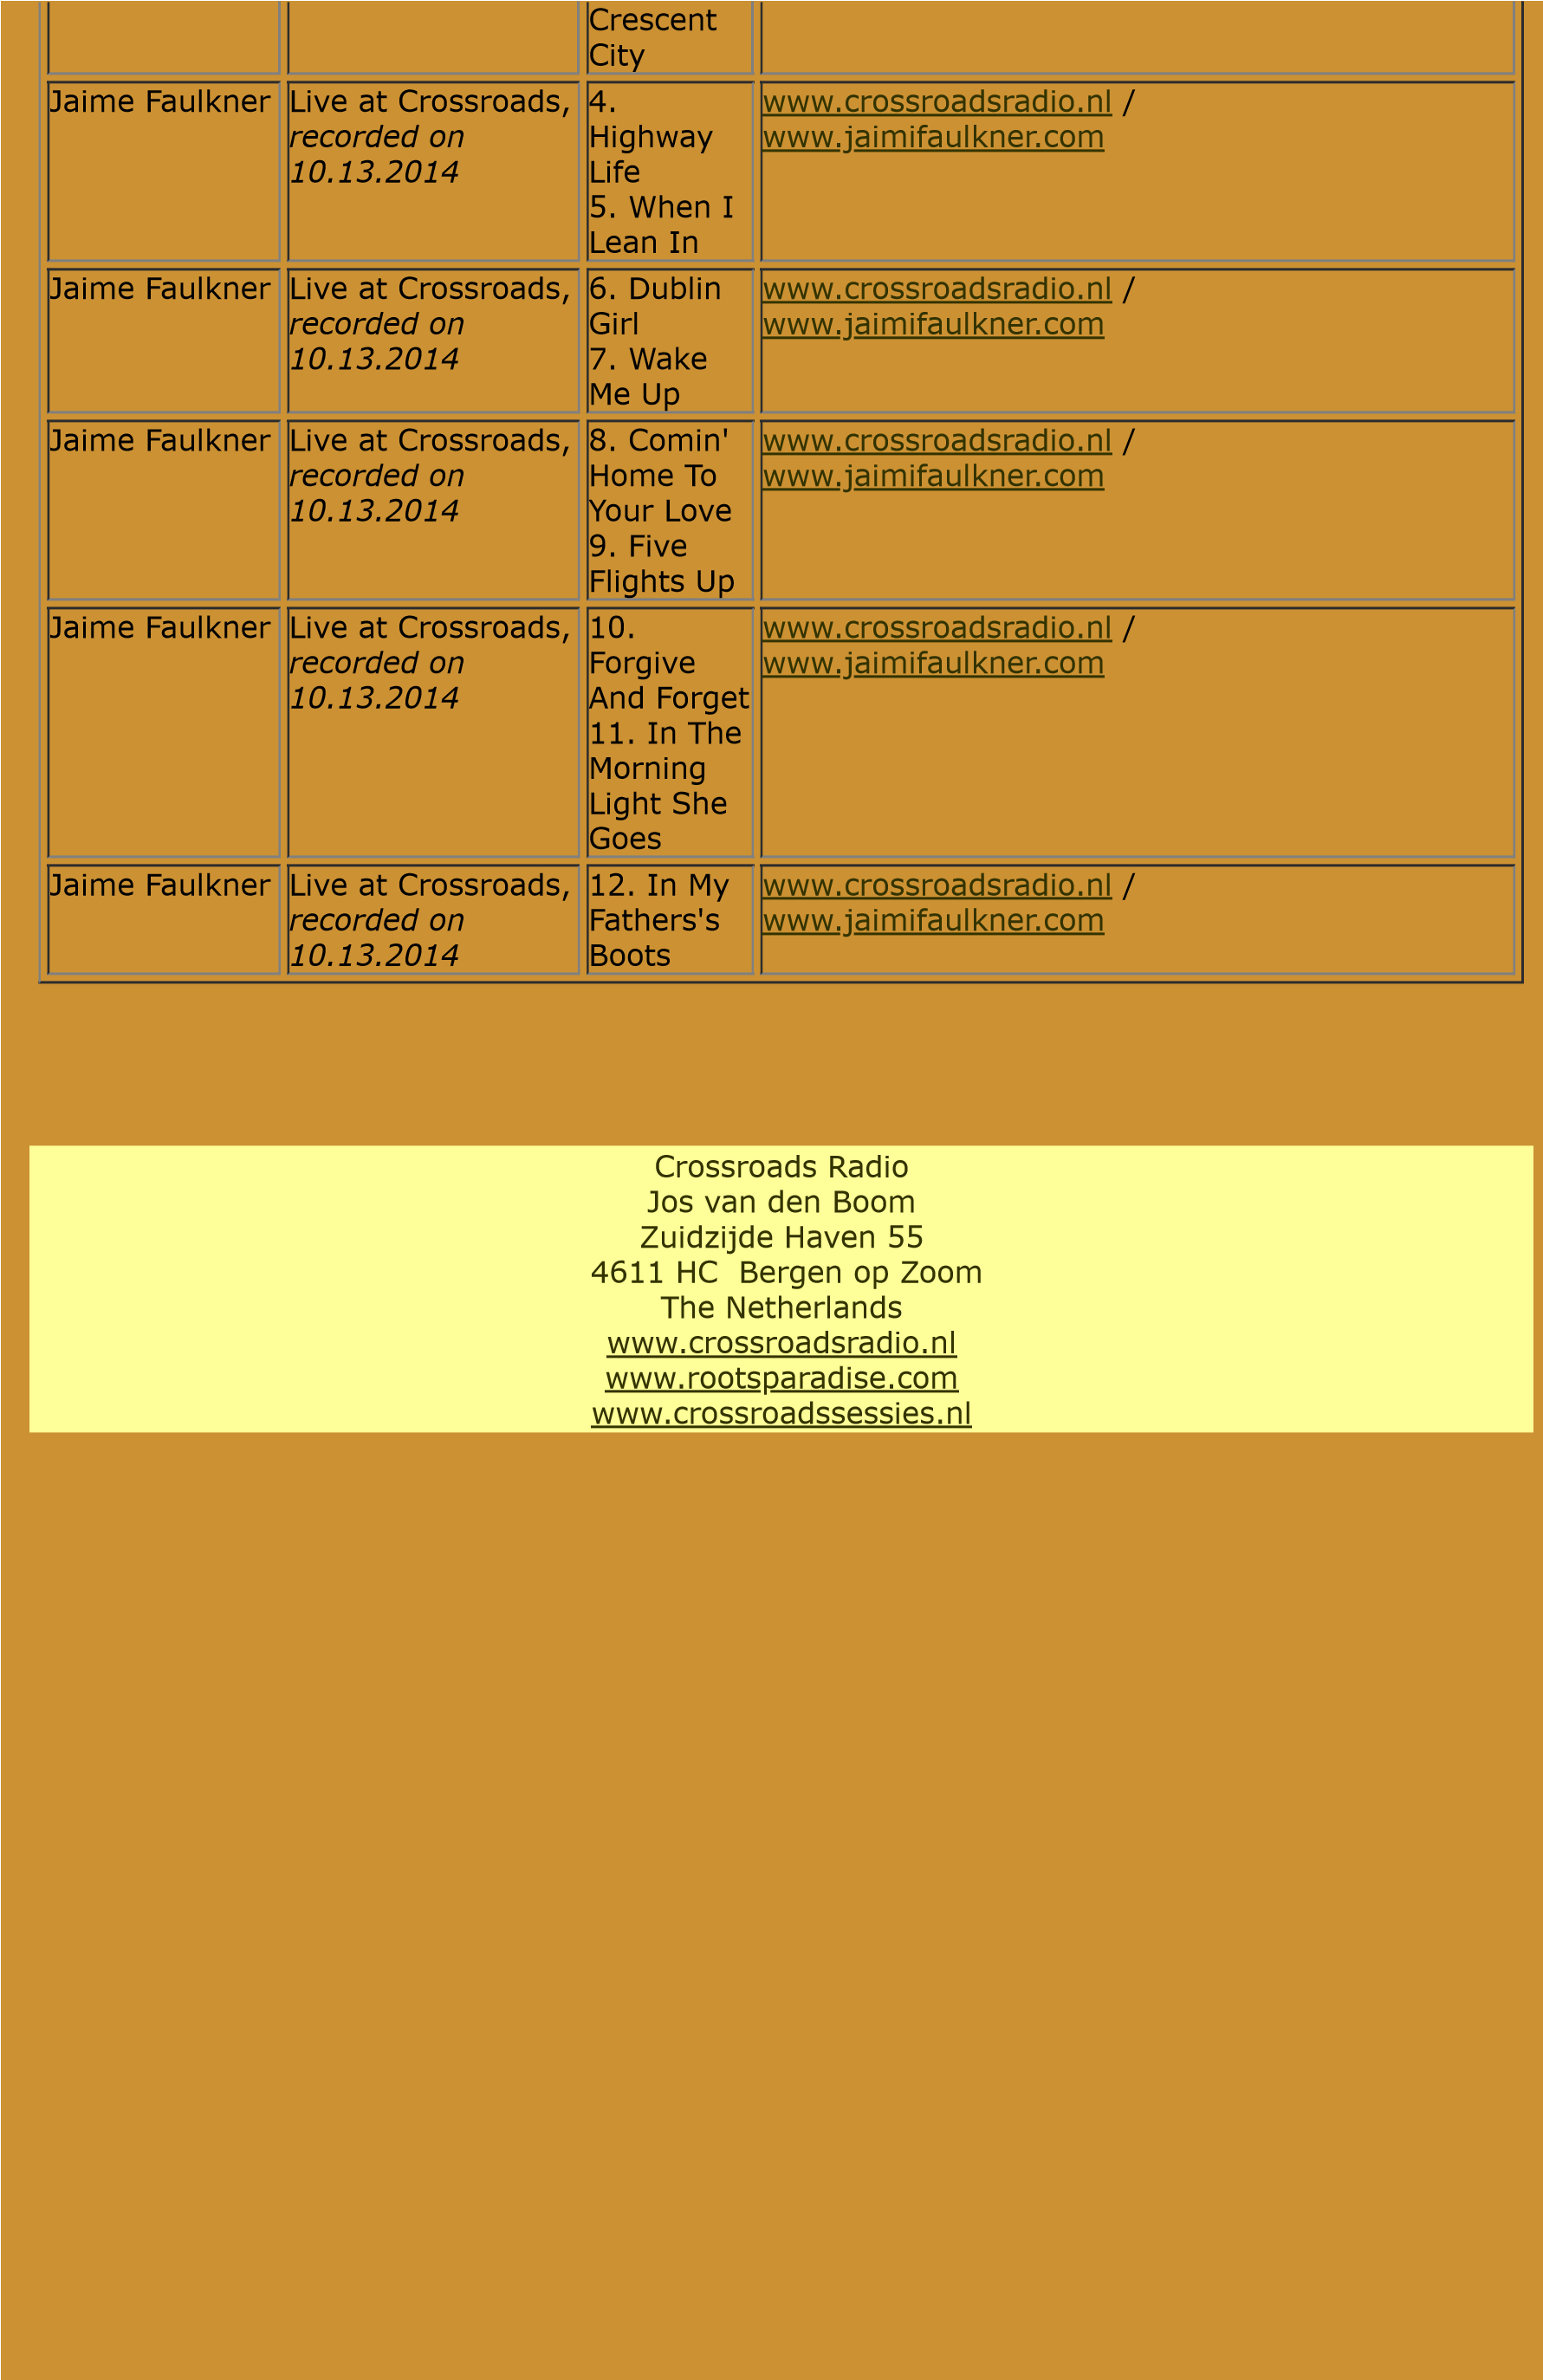 Crescent
City
Jaime Faulkner
Live at Crossroads,
recorded on
10.13.2014
4.
Highway
Life
5. When I
Lean In
www.crossroadsradio.nl /
www.jaimifaulkner.com
Jaime Faulkner
Live at Crossroads,
recorded on
10.13.2014
6. Dublin
Girl
7. Wake
Me Up
www.crossroadsradio.nl /
www.jaimifaulkner.com
Jaime Faulkner
Live at Crossroads,
recorded on
10.13.2014
8. Comin'
Home To
Your Love
9. Five
Flights Up
www.crossroadsradio.nl /
www.jaimifaulkner.com
Jaime Faulkner
Live at Crossroads,
recorded on
10.13.2014
10.
Forgive
And Forget
11. In The
Morning
Light She
Goes
www.crossroadsradio.nl /
www.jaimifaulkner.com
Jaime Faulkner
Live at Crossroads,
recorded on
10.13.2014
12. In My
Fathers's
Boots
www.crossroadsradio.nl /
www.jaimifaulkner.com
Crossroads Radio
Jos van den Boom
Zuidzijde Haven 55
4611 HC  Bergen op Zoom
The Netherlands
www.crossroadsradio.nl
www.rootsparadise.com
www.crossroadssessies.nl